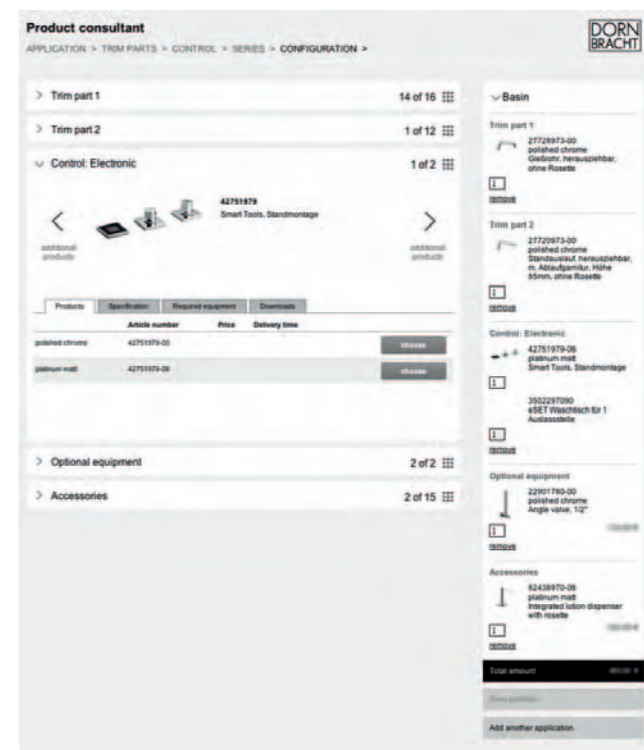 Product consultant
APPLICATION > TRIM PARTS > CONTROL > SERIES > CONFIGURATION >
DORN
BRACHT
> Trim part 1 14 of 16
> Trim part 2 1 of 12
Control: Electronic 1 of 2
42751979
Smart Tools, Standmontage
additional
products
additional
products
Products Specification Required equipment Downloads
Article number Price Delivery time
polished chrome 42751979-00 choose
platinum matt 42751979-06 choose
> Optional equipment 2 of 2
> Accessories 2 of 15
Basin
Trim part 1
27728973-00
polished chrome
Gießrohr, herausziehbar,
ohne Rosette
1
remove
Trim part 2
27720973-00
polished chrome
Standauslauf, herausziehbar,
m. Ablaufgarnitur, Höhe
ohne Rosette
1
remove
Control: Electronic
42751979-06
platinum matt
Smart Tools, Standmontage
1
3502297090
eSET Waschtisch für 1
Auslassstelle
1
remove
Optional equipment
22901780-00
polished chrome
Angle valve, 1/2"
1
remove
Accessories
82438970-06
platinum matt
Integrated lotion dispenser
with rosette
1
remove
Total amount
Add another application